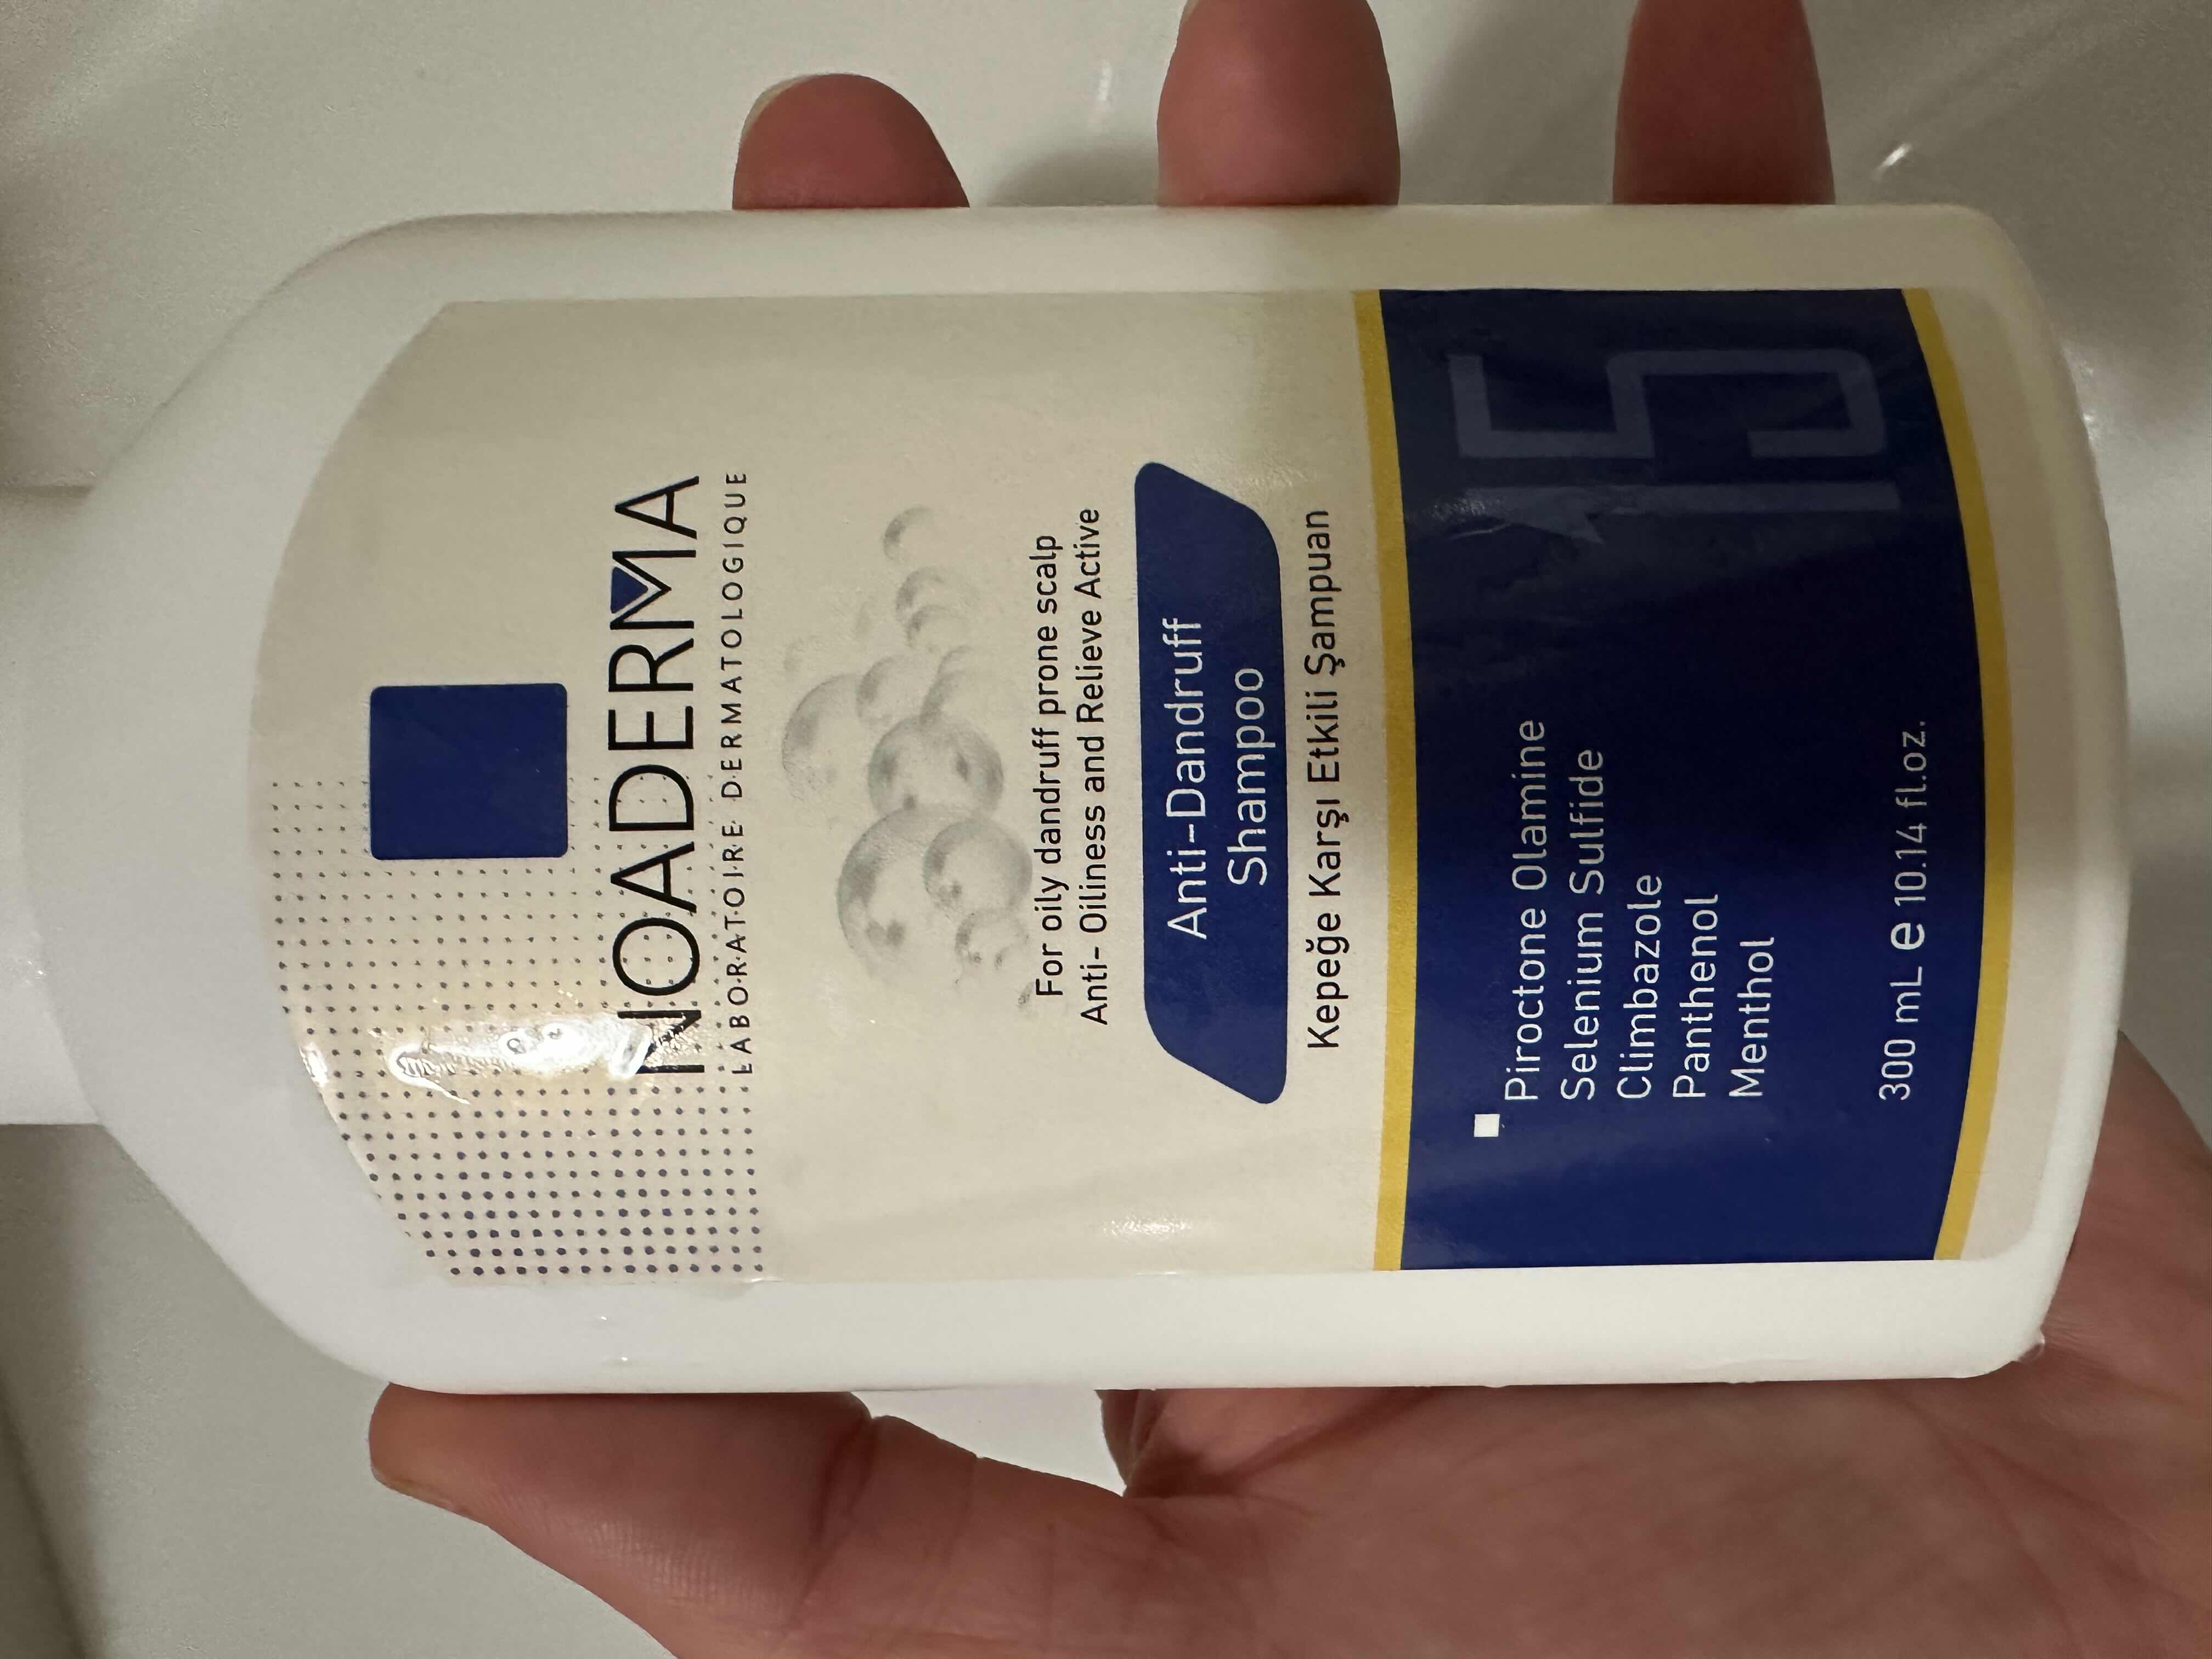 NOADERMA
LABORATOIRE DERMATOLOGIQUE
For oily dandruff prone scalp
Anti- Oiliness and Relieve Active
Anti-Dandruff
Shampoo
Kepeğe Karşı Etkili Şampuan
Piroctone Olamine
Selenium Sulfide
Climbazole
Panthenol
Menthol
300 mL e 10.14 fl.oz.